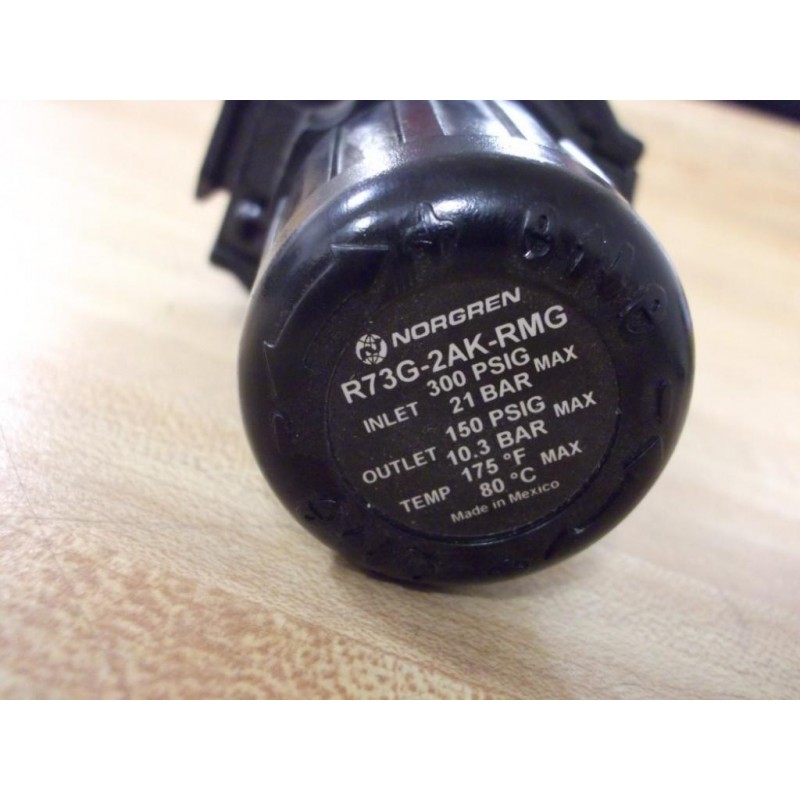 NORGREN
R73G-2AK-RMG
INLET 300 PSIG MAX
21 BAR
OUTLET 150 PSIG MAX
10.3 BAR
TEMP 175 °F MAX
80 °C
Made in Mexico